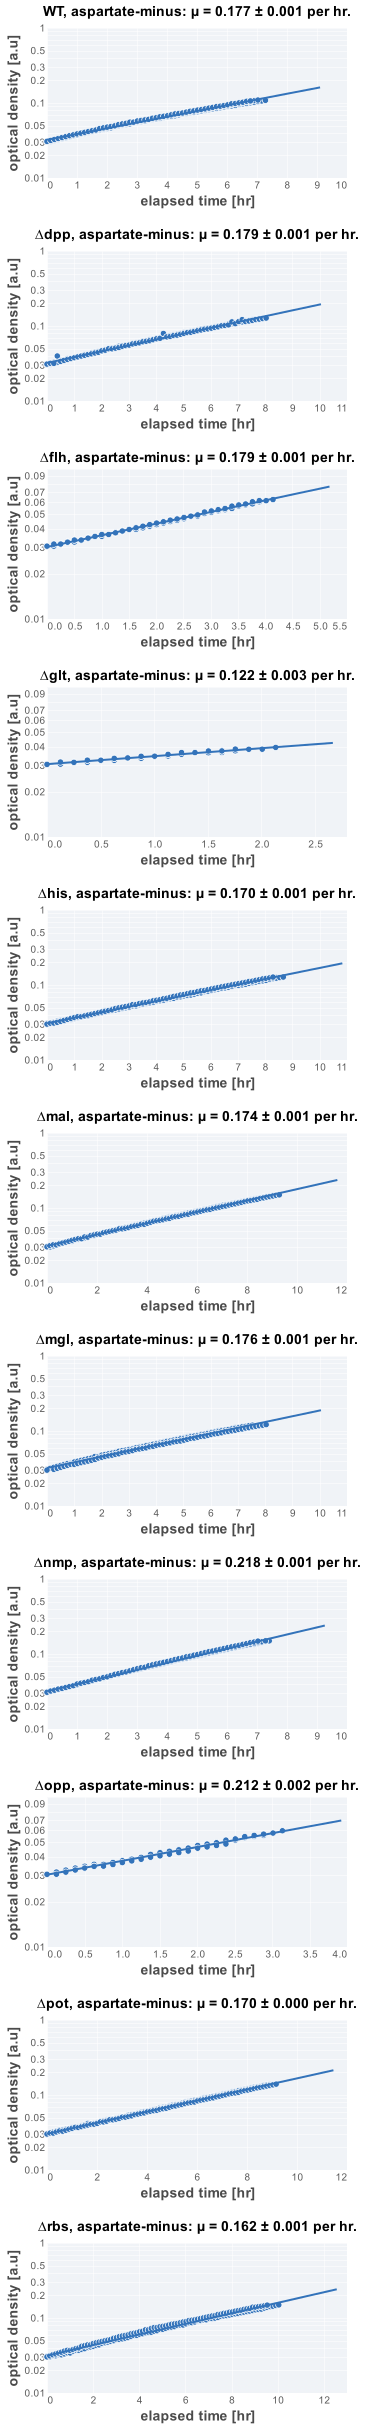 WT, aspartate-minus: μ = 0.177 ± 0.001 per hr.
optical density [a.u]
1
0.5
0.3
0.2
0.1
0.05
0.03
0.02
0.01
0 1 2 3 4 5 6 7 8 9 10
elapsed time [hr]
Δdpp, aspartate-minus: μ = 0.179 ± 0.001 per hr.
optical density [a.u]
1
0.5
0.3
0.2
0.1
0.05
0.03
0.02
0.01
0 1 2 3 4 5 6 7 8 9 10 11
elapsed time [hr]
Δflh, aspartate-minus: μ = 0.179 ± 0.001 per hr.
optical density [a.u]
0.09
0.07
0.06
0.05
0.04
0.03
0.02
0.01
0.0 0.5 1.0 1.5 2.0 2.5 3.0 3.5 4.0 4.5 5.0 5.5
elapsed time [hr]
Δglt, aspartate-minus: μ = 0.122 ± 0.003 per hr.
optical density [a.u]
0.09
0.07
0.06
0.05
0.04
0.03
0.02
0.01
0.0 0.5 1.0 1.5 2.0 2.5
elapsed time [hr]
Δhis, aspartate-minus: μ = 0.170 ± 0.001 per hr.
optical density [a.u]
1
0.5
0.3
0.2
0.1
0.05
0.03
0.02
0.01
0 1 2 3 4 5 6 7 8 9 10 11
elapsed time [hr]
Δmal, aspartate-minus: μ = 0.174 ± 0.001 per hr.
optical density [a.u]
1
0.5
0.3
0.2
0.1
0.05
0.03
0.02
0.01
0 2 4 6 8 10 12
elapsed time [hr]
Δmgl, aspartate-minus: μ = 0.176 ± 0.001 per hr.
optical density [a.u]
1
0.5
0.3
0.2
0.1
0.05
0.03
0.02
0.01
0 1 2 3 4 5 6 7 8 9 10 11
elapsed time [hr]
Δnmp, aspartate-minus: μ = 0.218 ± 0.001 per hr.
optical density [a.u]
1
0.5
0.3
0.2
0.1
0.05
0.03
0.02
0.01
0 1 2 3 4 5 6 7 8 9 10
elapsed time [hr]
Δopp, aspartate-minus: μ = 0.212 ± 0.002 per hr.
optical density [a.u]
0.09
0.07
0.06
0.05
0.04
0.03
0.02
0.01
0.0 0.5 1.0 1.5 2.0 2.5 3.0 3.5 4.0
elapsed time [hr]
Δpot, aspartate-minus: μ = 0.170 ± 0.000 per hr.
optical density [a.u]
1
0.5
0.3
0.2
0.1
0.05
0.03
0.02
0.01
0 2 4 6 8 10 12
elapsed time [hr]
Δrbs, aspartate-minus: μ = 0.162 ± 0.001 per hr.
optical density [a.u]
1
0.5
0.3
0.2
0.1
0.05
0.03
0.02
0.01
0 2 4 6 8 10 12
elapsed time [hr]